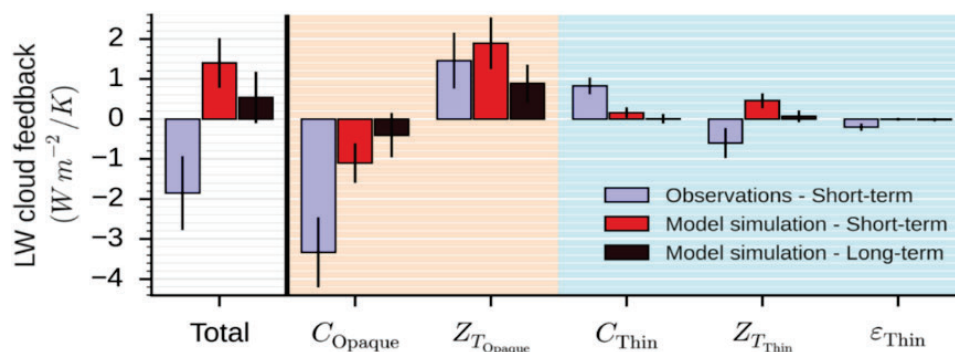 LW cloud feedback
(W m⁻² / K)
2
1
0
−1
−2
−3
−4
Observations - Short-term
Model simulation - Short-term
Model simulation - Long-term
Total C_Opaque Z_T_Opaque C_Thin Z_T_Thin ε_Thin